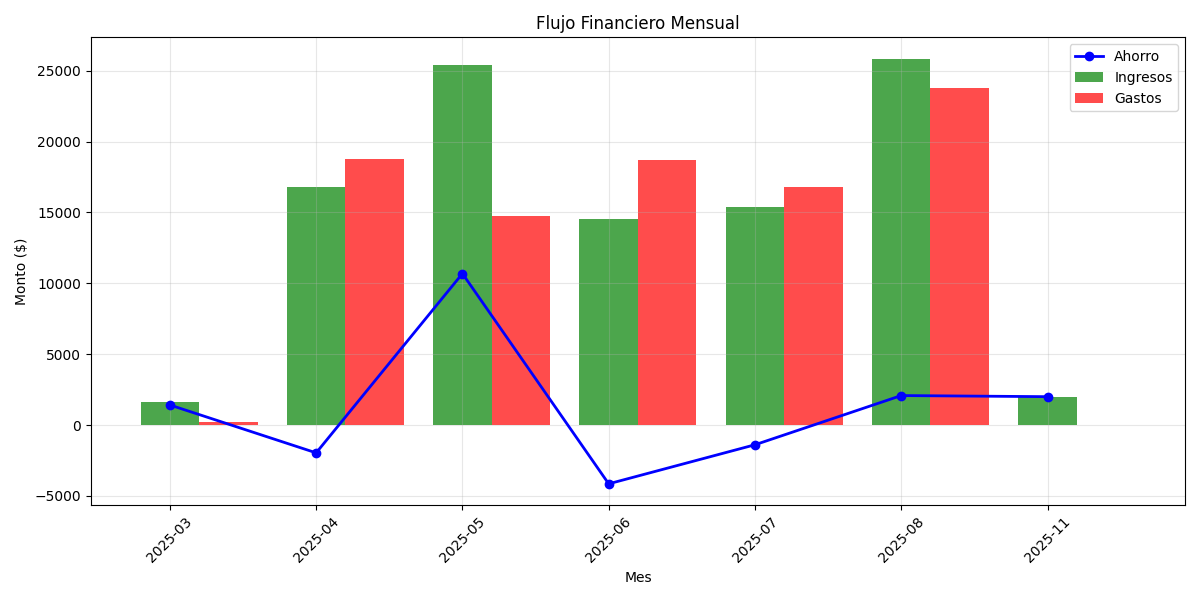 Flujo Financiero Mensual
Ahorro
Ingresos
Gastos
Monto ($)
25000
20000
15000
10000
5000
0
−5000
2025-03
2025-04
2025-05
2025-06
2025-07
2025-08
2025-11
Mes